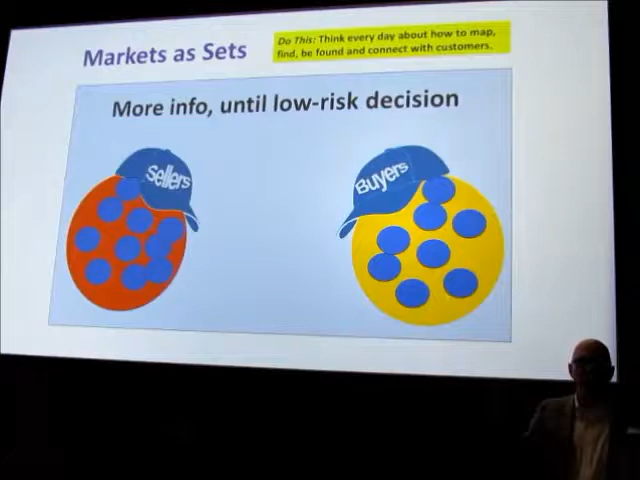 Markets as Sets
Do This: Think every day about how to map,
find, be found and connect with customers.
More info, until low-risk decision
Sellers
Buyers